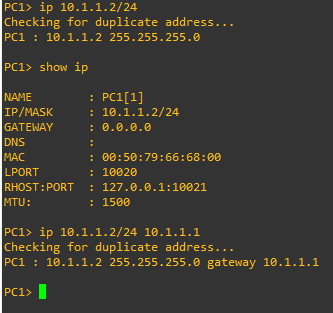 PC1> ip 10.1.1.2/24
Checking for duplicate address...
PC1 : 10.1.1.2 255.255.255.0
PC1> show ip
NAME        : PC1[1]
IP/MASK     : 10.1.1.2/24
GATEWAY     : 0.0.0.0
DNS         :
MAC         : 00:50:79:66:68:00
LPORT       : 10020
RHOST:PORT  : 127.0.0.1:10021
MTU:        : 1500
PC1> ip 10.1.1.2/24 10.1.1.1
Checking for duplicate address...
PC1 : 10.1.1.2 255.255.255.0 gateway 10.1.1.1
PC1>